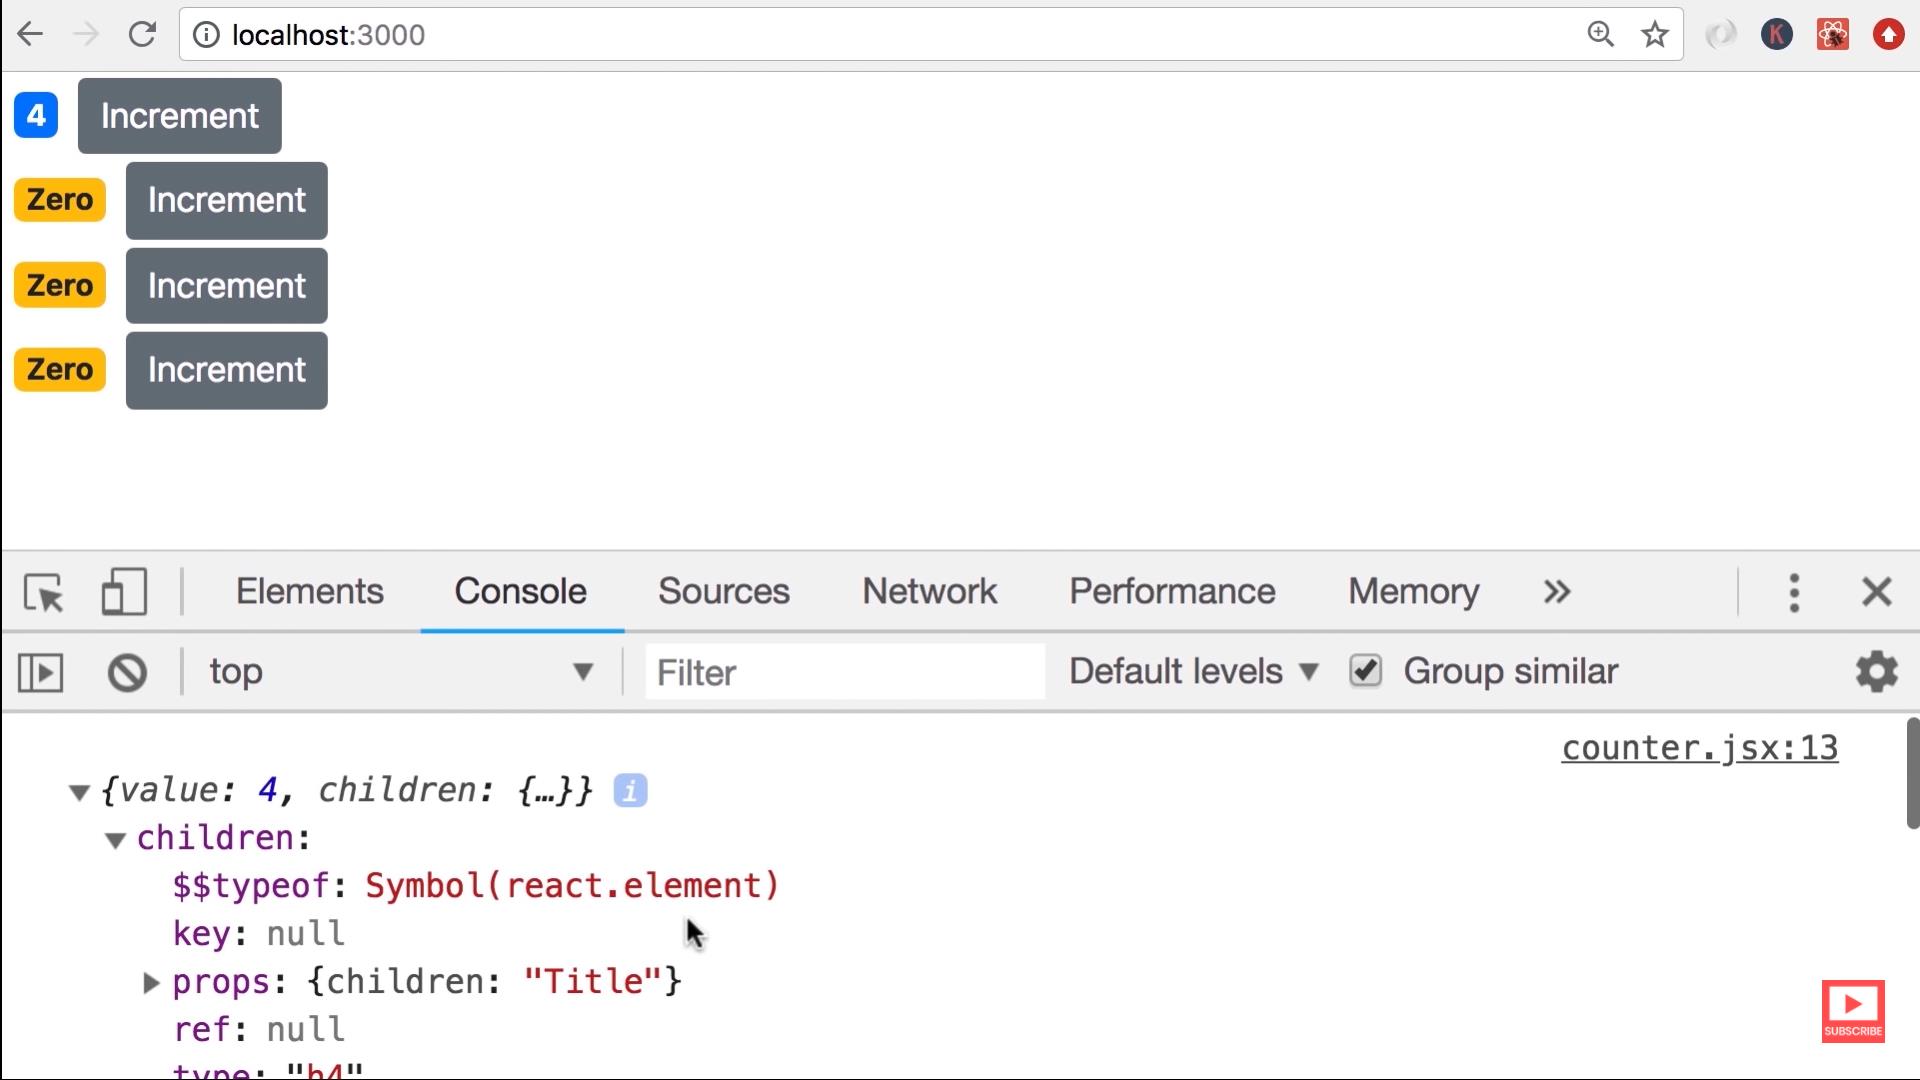 localhost:3000
K
4 Increment
Zero Increment
Zero Increment
Zero Increment
Elements Console Sources Network Performance Memory »
top ▼ Filter Default levels ▼ Group similar
counter.jsx:13
▼ {value: 4, children: {…}} i
▼ children:
$$typeof: Symbol(react.element)
key: null
▶ props: {children: "Title"}
ref: null
type: "h4"
SUBSCRIBE